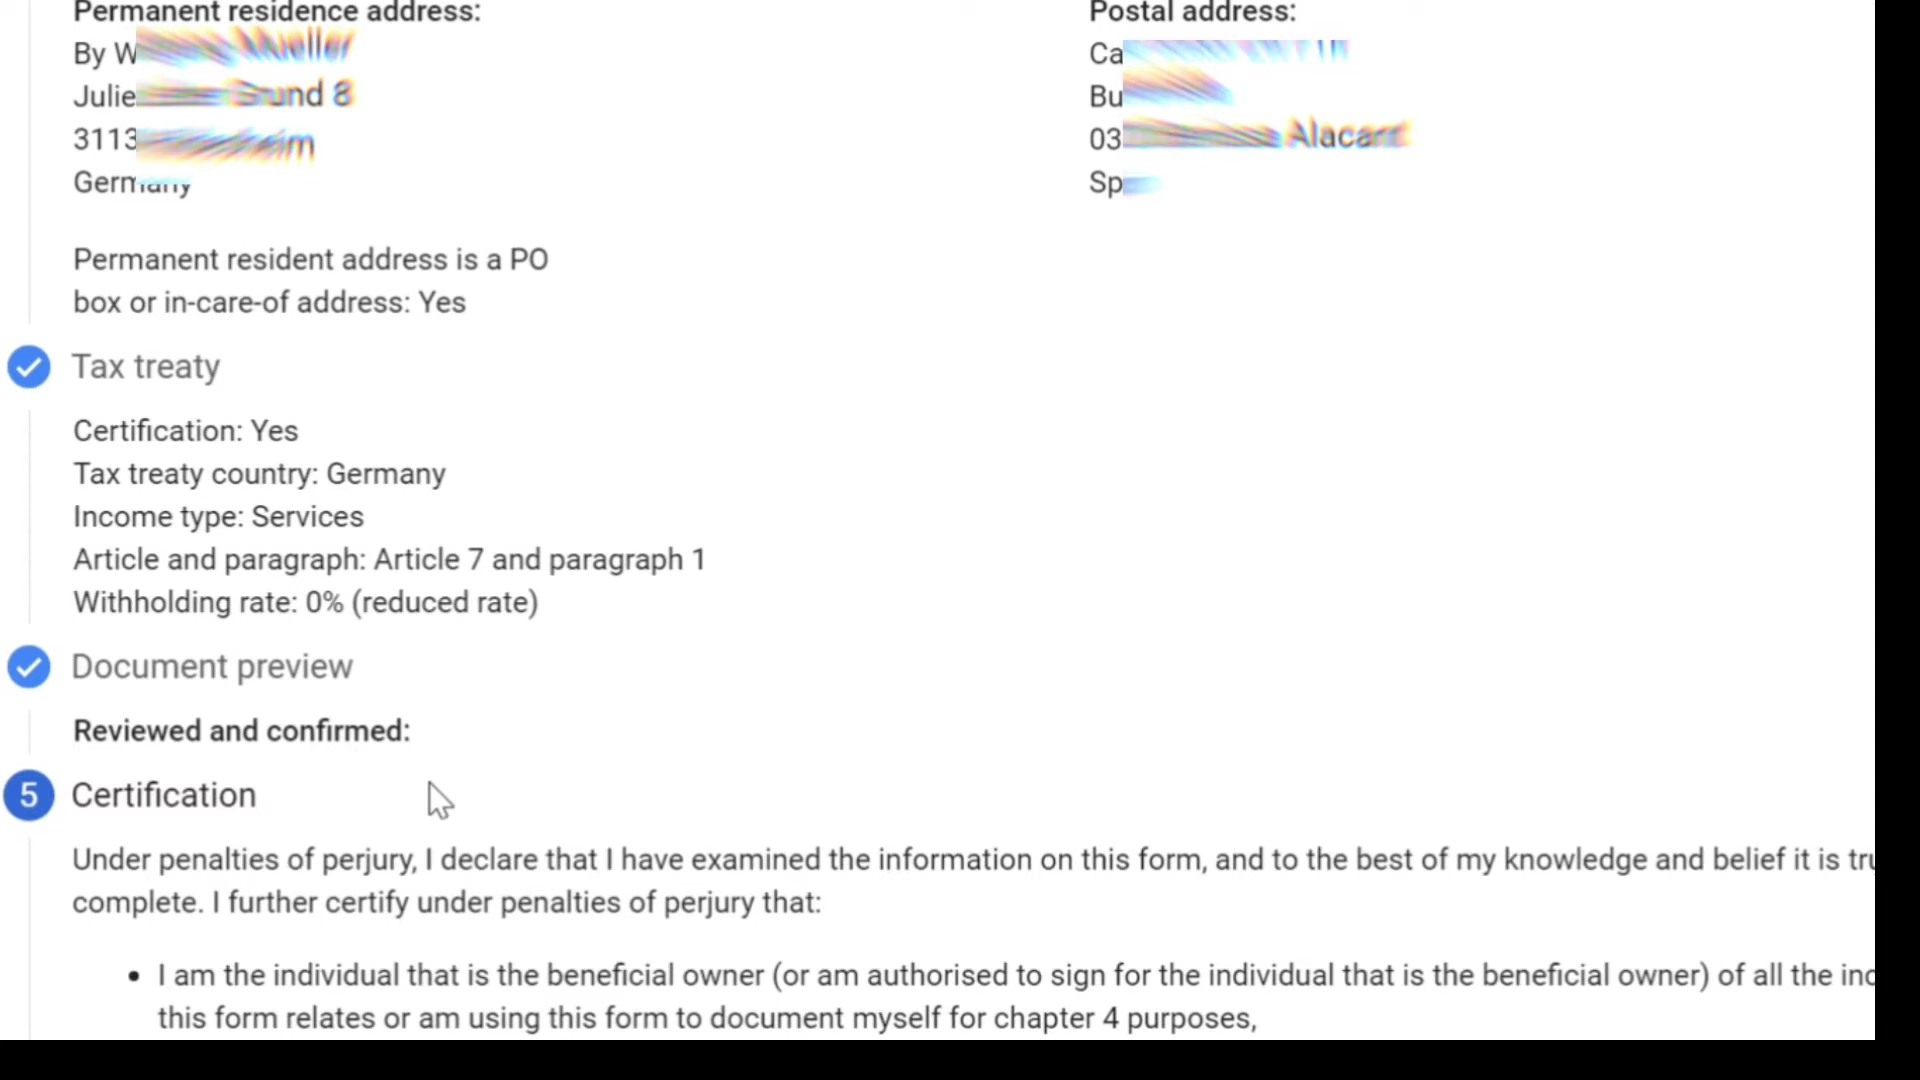 Permanent residence address:
By W
Julie Grund 8
3113
Germany
Postal address:
Ca
Bu
03
Sp
Permanent resident address is a PO
box or in-care-of address: Yes
Tax treaty
Certification: Yes
Tax treaty country: Germany
Income type: Services
Article and paragraph: Article 7 and paragraph 1
Withholding rate: 0% (reduced rate)
Document preview
Reviewed and confirmed:
5 Certification
Under penalties of perjury, I declare that I have examined the information on this form, and to the best of my knowledge and belief it is tru
complete. I further certify under penalties of perjury that:
• I am the individual that is the beneficial owner (or am authorised to sign for the individual that is the beneficial owner) of all the inc
this form relates or am using this form to document myself for chapter 4 purposes,